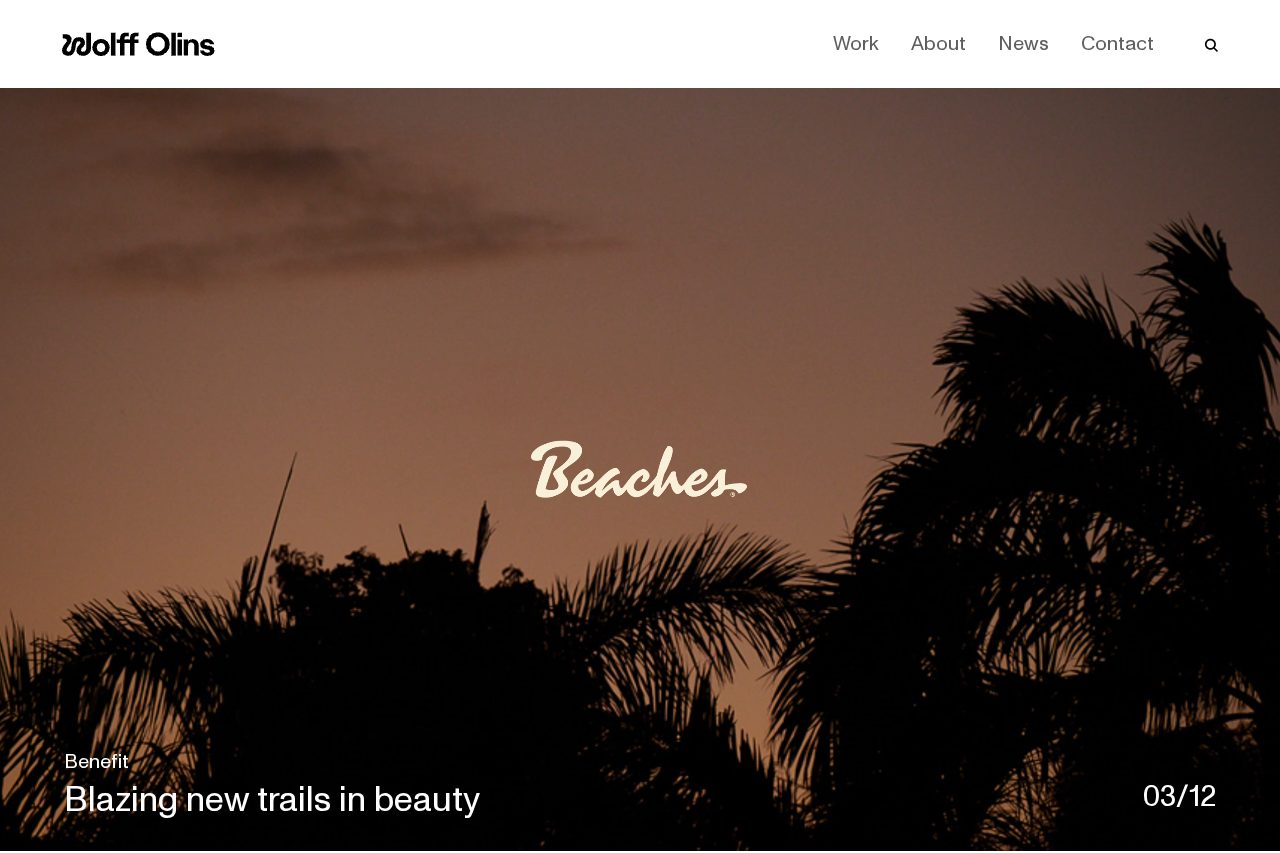 Wolff Olins
Work
About
News
Contact
Beaches®
Benefit
Blazing new trails in beauty
03/12